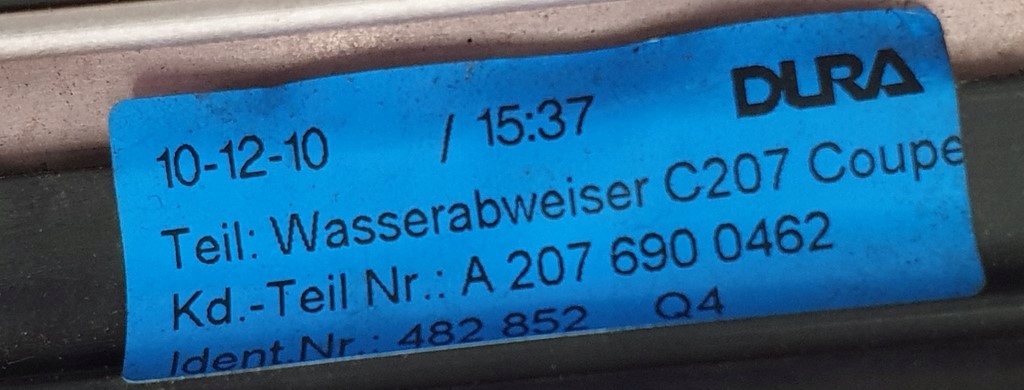 DURA
10-12-10 / 15:37
Teil: Wasserabweiser C207 Coupe
Kd.-Teil Nr.: A 207 690 0462
Ident.Nr.: 482 852 Q4